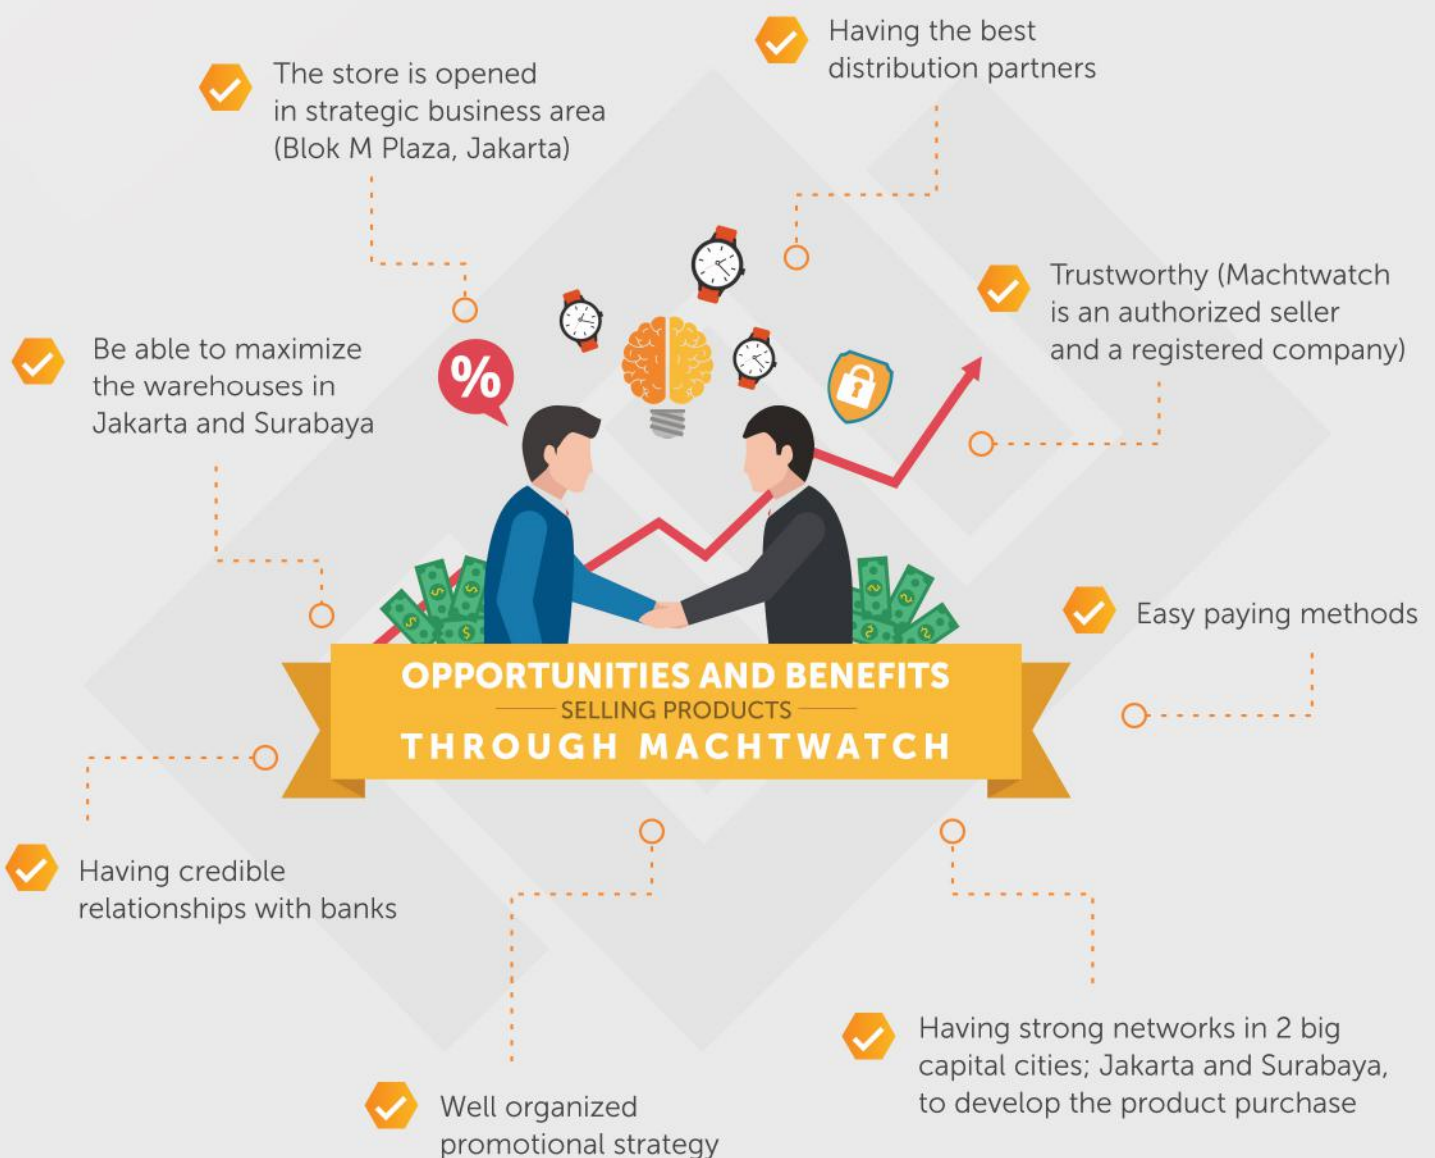 Having the best
distribution partners
The store is opened
in strategic business area
(Blok M Plaza, Jakarta)
Trustworthy (Machtwatch
is an authorized seller
and a registered company)
Be able to maximize
the warehouses in
Jakarta and Surabaya
%
Easy paying methods
OPPORTUNITIES AND BENEFITS
SELLING PRODUCTS
THROUGH MACHTWATCH
Having credible
relationships with banks
Having strong networks in 2 big
capital cities; Jakarta and Surabaya,
to develop the product purchase
Well organized
promotional strategy